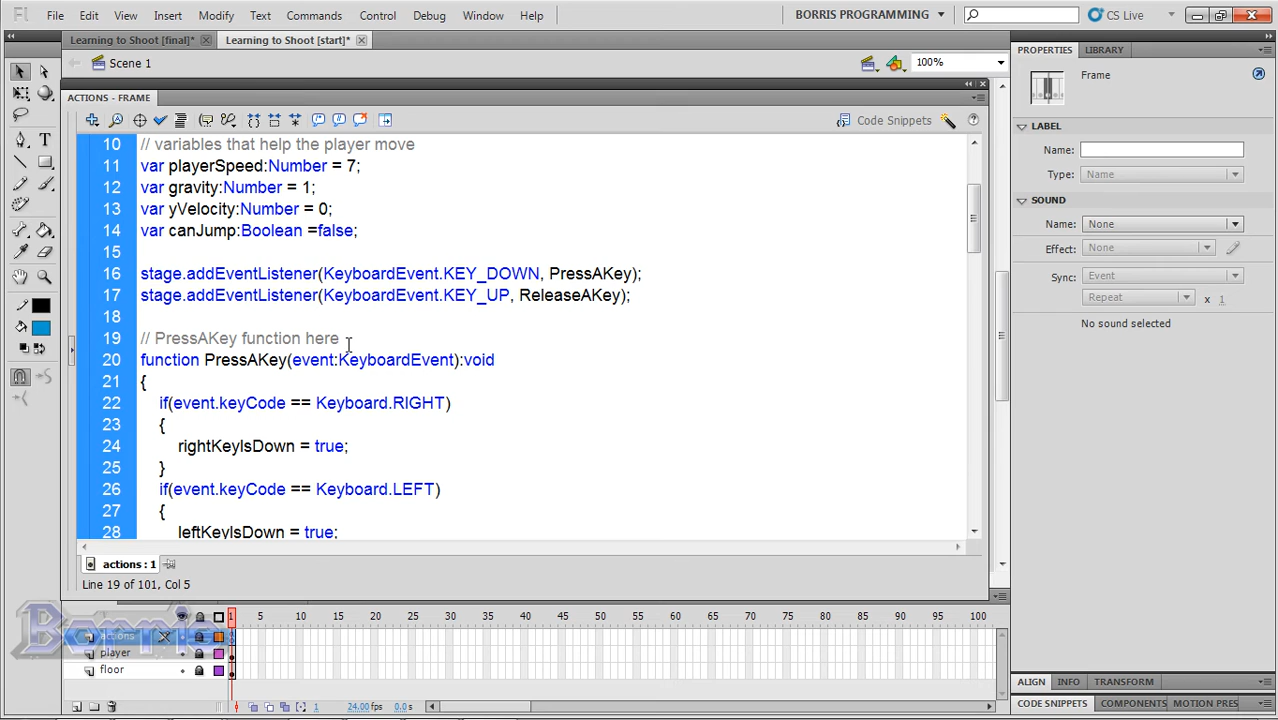 Fl File Edit View Insert Modify Text Commands Control Debug Window Help BORRIS PROGRAMMING CS Live
Learning to Shoot [final]* Learning to Shoot [start]*
Scene 1 100%
ACTIONS - FRAME
Code Snippets
10 // variables that help the player move
11 var playerSpeed:Number = 7;
12 var gravity:Number = 1;
13 var yVelocity:Number = 0;
14 var canJump:Boolean =false;
15
16 stage.addEventListener(KeyboardEvent.KEY_DOWN, PressAKey);
17 stage.addEventListener(KeyboardEvent.KEY_UP, ReleaseAKey);
18
19 // PressAKey function here
20 function PressAKey(event:KeyboardEvent):void
21 {
22 if(event.keyCode == Keyboard.RIGHT)
23 {
24 rightKeyIsDown = true;
25 }
26 if(event.keyCode == Keyboard.LEFT)
27 {
28 leftKeyIsDown = true;
actions : 1
Line 19 of 101, Col 5
1 5 10 15 20 25 30 35 40 45 50 55 60 65 70 75 80 85 90 95 100
actions
player
floor
Borris
1 24.00fps 0.0s
PROPERTIES LIBRARY
Frame
LABEL
Name:
Type: Name
SOUND
Name: None
Effect: None
Sync: Event
Repeat x 1
No sound selected
ALIGN INFO TRANSFORM
CODE SNIPPETS COMPONENTS MOTION PRES